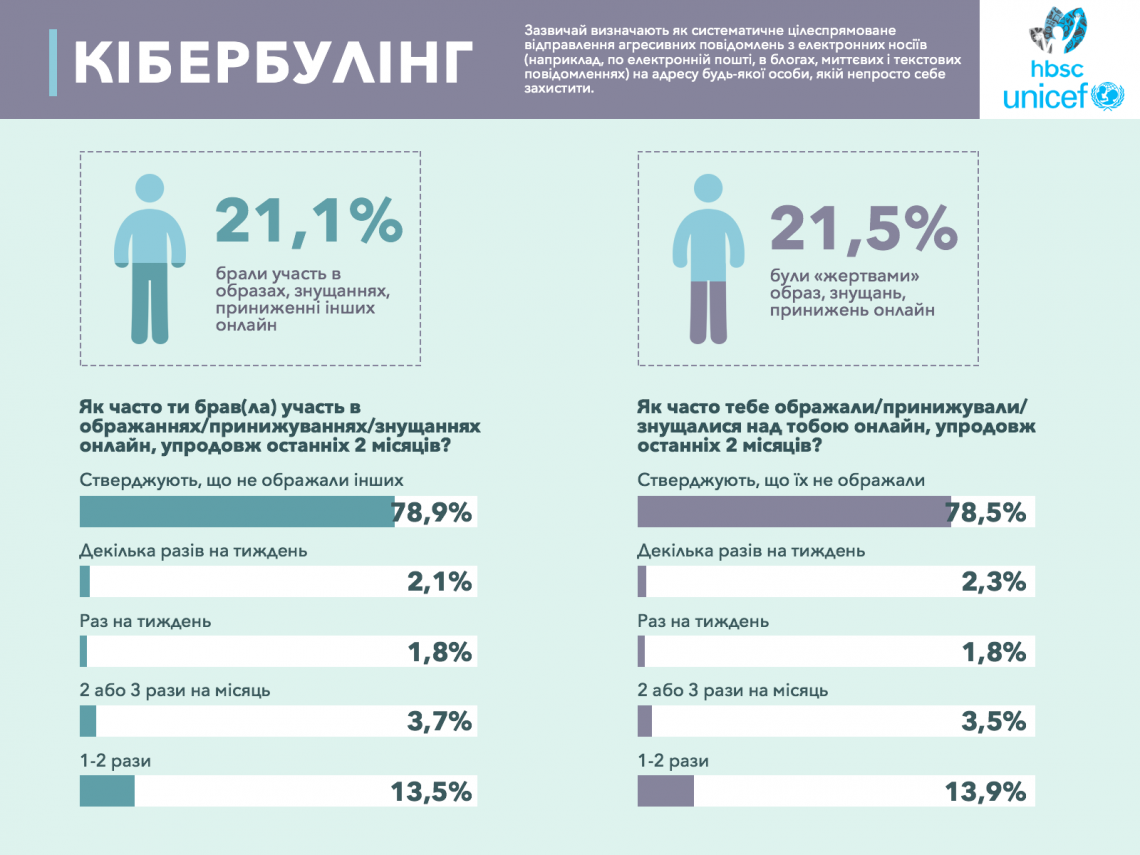 КІБЕРБУЛІНГ
Зазвичай визначають як систематичне цілеспрямоване
відправлення агресивних повідомлень з електронних носіїв
(наприклад, по електронній пошті, в блогах, миттєвих і текстових
повідомленнях) на адресу будь-якої особи, якій непросто себе
захистити.
hbsc
unicef
21,1%
брали участь в
образах, знущаннях,
приниженні інших
онлайн
21,5%
були «жертвами»
образ, знущань,
принижень онлайн
Як часто ти брав(ла) участь в
ображаннях/принижуваннях/знущаннях
онлайн, упродовж останніх 2 місяців?
Стверджують, що не ображали інших
78,9%
Декілька разів на тиждень
2,1%
Раз на тиждень
1,8%
2 або 3 рази на місяць
3,7%
1-2 рази
13,5%
Як часто тебе ображали/принижували/
знущалися над тобою онлайн, упродовж
останніх 2 місяців?
Стверджують, що їх не ображали
78,5%
Декілька разів на тиждень
2,3%
Раз на тиждень
1,8%
2 або 3 рази на місяць
3,5%
1-2 рази
13,9%